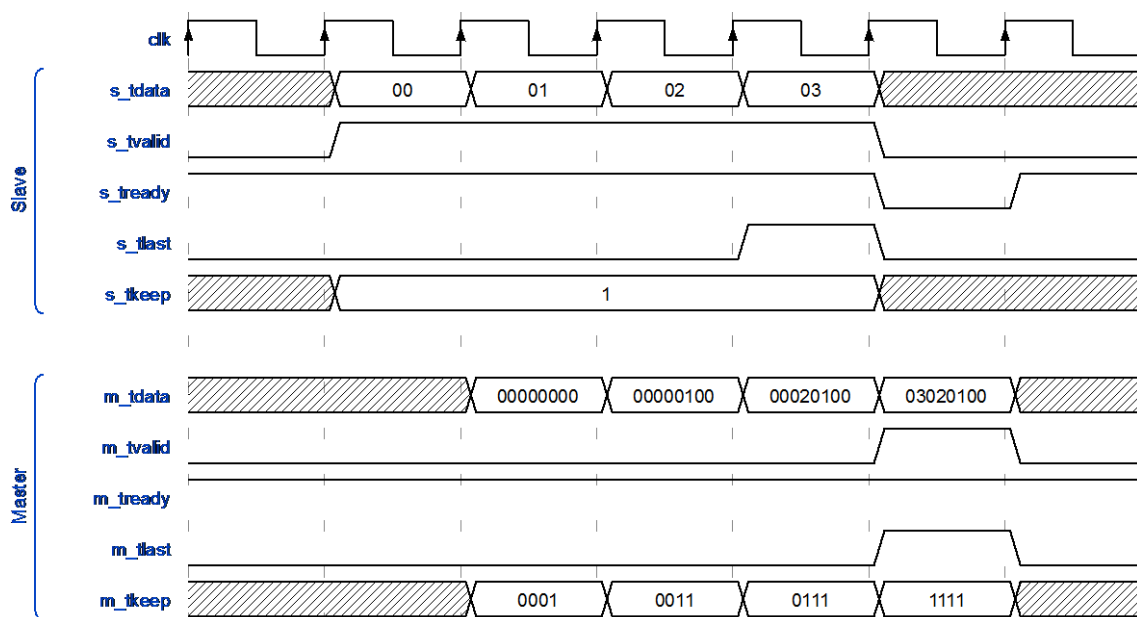 clk
Slave
s_tdata 00 01 02 03
s_tvalid
s_tready
s_tlast
s_tkeep 1
Master
m_tdata 00000000 00000100 00020100 03020100
m_tvalid
m_tready
m_tlast
m_tkeep 0001 0011 0111 1111